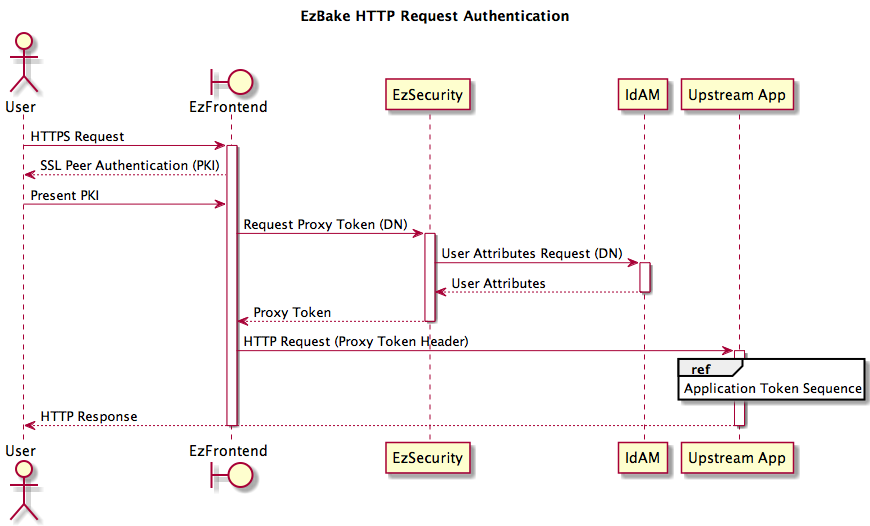 EzBake HTTP Request Authentication
User
EzFrontend
EzSecurity
IdAM
Upstream App
HTTPS Request
SSL Peer Authentication (PKI)
Present PKI
Request Proxy Token (DN)
User Attributes Request (DN)
User Attributes
Proxy Token
HTTP Request (Proxy Token Header)
ref
Application Token Sequence
HTTP Response
User
EzFrontend
EzSecurity
IdAM
Upstream App